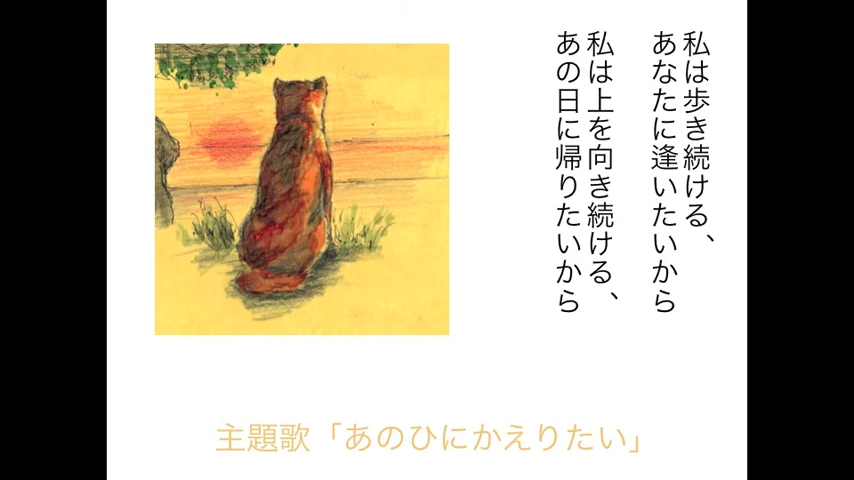 私は歩き続ける、
あなたに逢いたいから
私は上を向き続ける、
あの日に帰りたいから
主題歌「あのひにかえりたい」